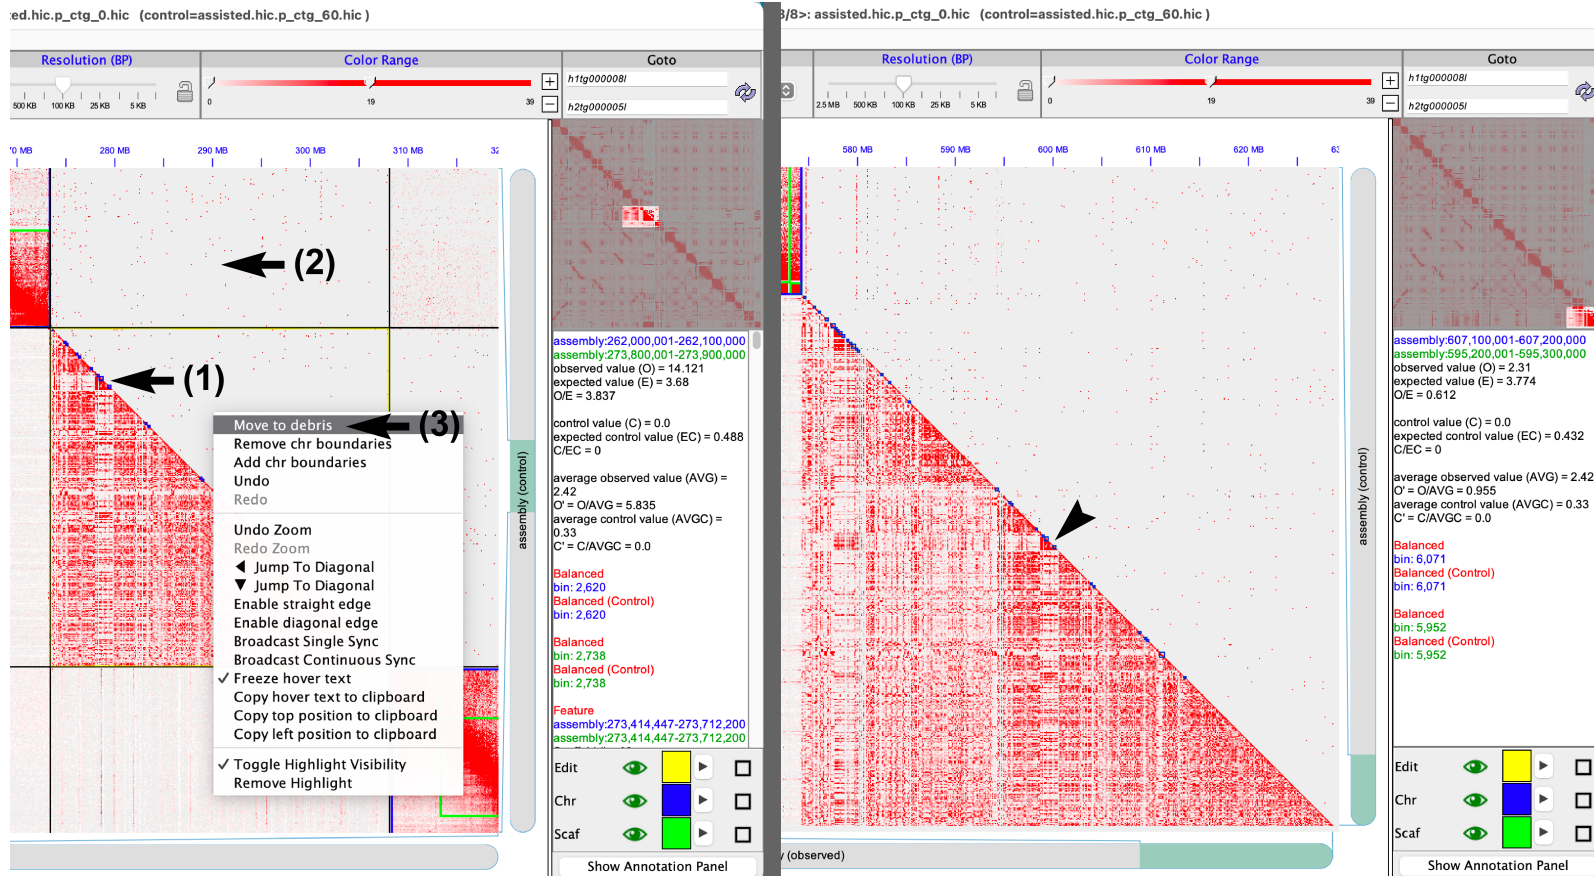 ted.hic.p_ctg_0.hic (control=assisted.hic.p_ctg_60.hic )
Resolution (BP)
Color Range
Goto
500 KB 100 KB 25 KB 5 KB
0 19 39
+
−
h1tg000008l
h2tg000005l
70 MB 280 MB 290 MB 300 MB 310 MB 32
(2)
(1)
(3)
Move to debris
Remove chr boundaries
Add chr boundaries
Undo
Redo
Undo Zoom
Redo Zoom
Jump To Diagonal
Jump To Diagonal
Enable straight edge
Enable diagonal edge
Broadcast Single Sync
Broadcast Continuous Sync
✓ Freeze hover text
Copy hover text to clipboard
Copy top position to clipboard
Copy left position to clipboard
✓ Toggle Highlight Visibility
Remove Highlight
assembly (control)
assembly:262,000,001-262,100,000
assembly:273,800,001-273,900,000
observed value (O) = 14.121
expected value (E) = 3.68
O/E = 3.837
control value (C) = 0.0
expected control value (EC) = 0.488
C/EC = 0
average observed value (AVG) =
2.42
O' = O/AVG = 5.835
average control value (AVGC) =
0.33
C' = C/AVGC = 0.0
Balanced
bin: 2,620
Balanced (Control)
bin: 2,620
Balanced
bin: 2,738
Balanced (Control)
bin: 2,738
Feature
assembly:273,414,447-273,712,200
assembly:273,414,447-273,712,200
Edit
Chr
Scaf
Show Annotation Panel
3/8>: assisted.hic.p_ctg_0.hic (control=assisted.hic.p_ctg_60.hic )
Resolution (BP)
Color Range
Goto
2.5 MB 500 KB 100 KB 25 KB 5 KB
0 19 39
+
−
h1tg000008l
h2tg000005l
580 MB 590 MB 600 MB 610 MB 620 MB 63
assembly (control)
y (observed)
assembly:607,100,001-607,200,000
assembly:595,200,001-595,300,000
observed value (O) = 2.31
expected value (E) = 3.774
O/E = 0.612
control value (C) = 0.0
expected control value (EC) = 0.432
C/EC = 0
average observed value (AVG) = 2.42
O' = O/AVG = 0.955
average control value (AVGC) = 0.33
C' = C/AVGC = 0.0
Balanced
bin: 6,071
Balanced (Control)
bin: 6,071
Balanced
bin: 5,952
Balanced (Control)
bin: 5,952
Edit
Chr
Scaf
Show Annotation Panel